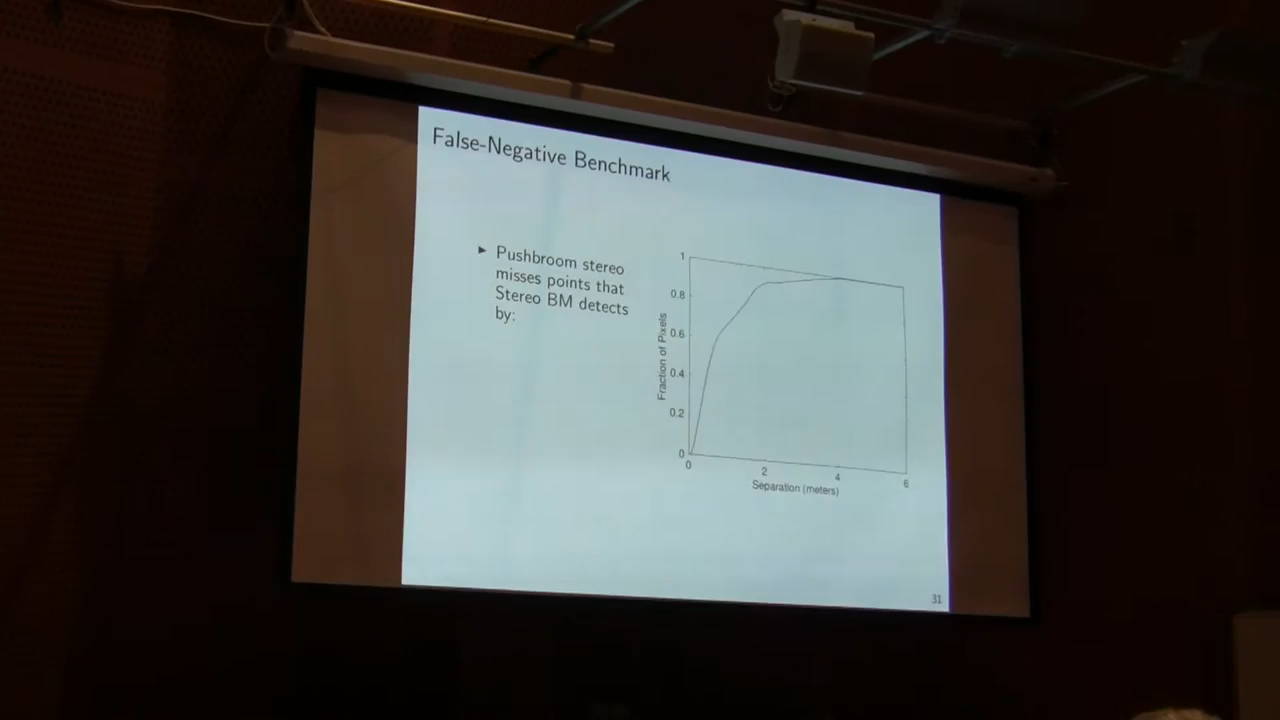 False-Negative Benchmark
► Pushbroom stereo
misses points that
Stereo BM detects
by:
Fraction of Pixels
1
0.8
0.6
0.4
0.2
0
0
2
4
6
Separation (meters)
31